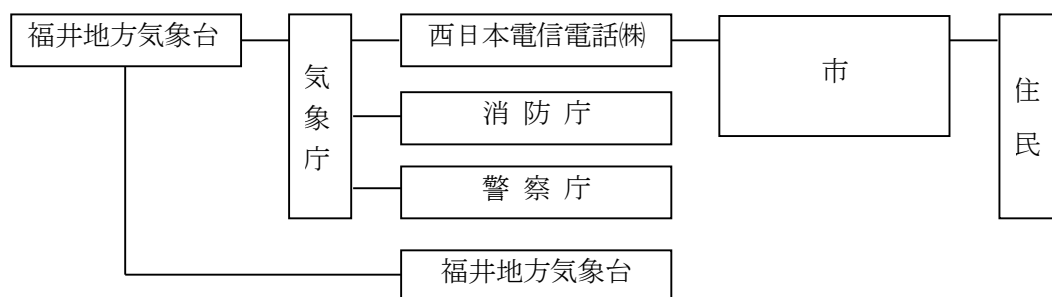 福井地方気象台
気象庁
西日本電信電話㈱
消防庁
警察庁
福井地方気象台
市
住民